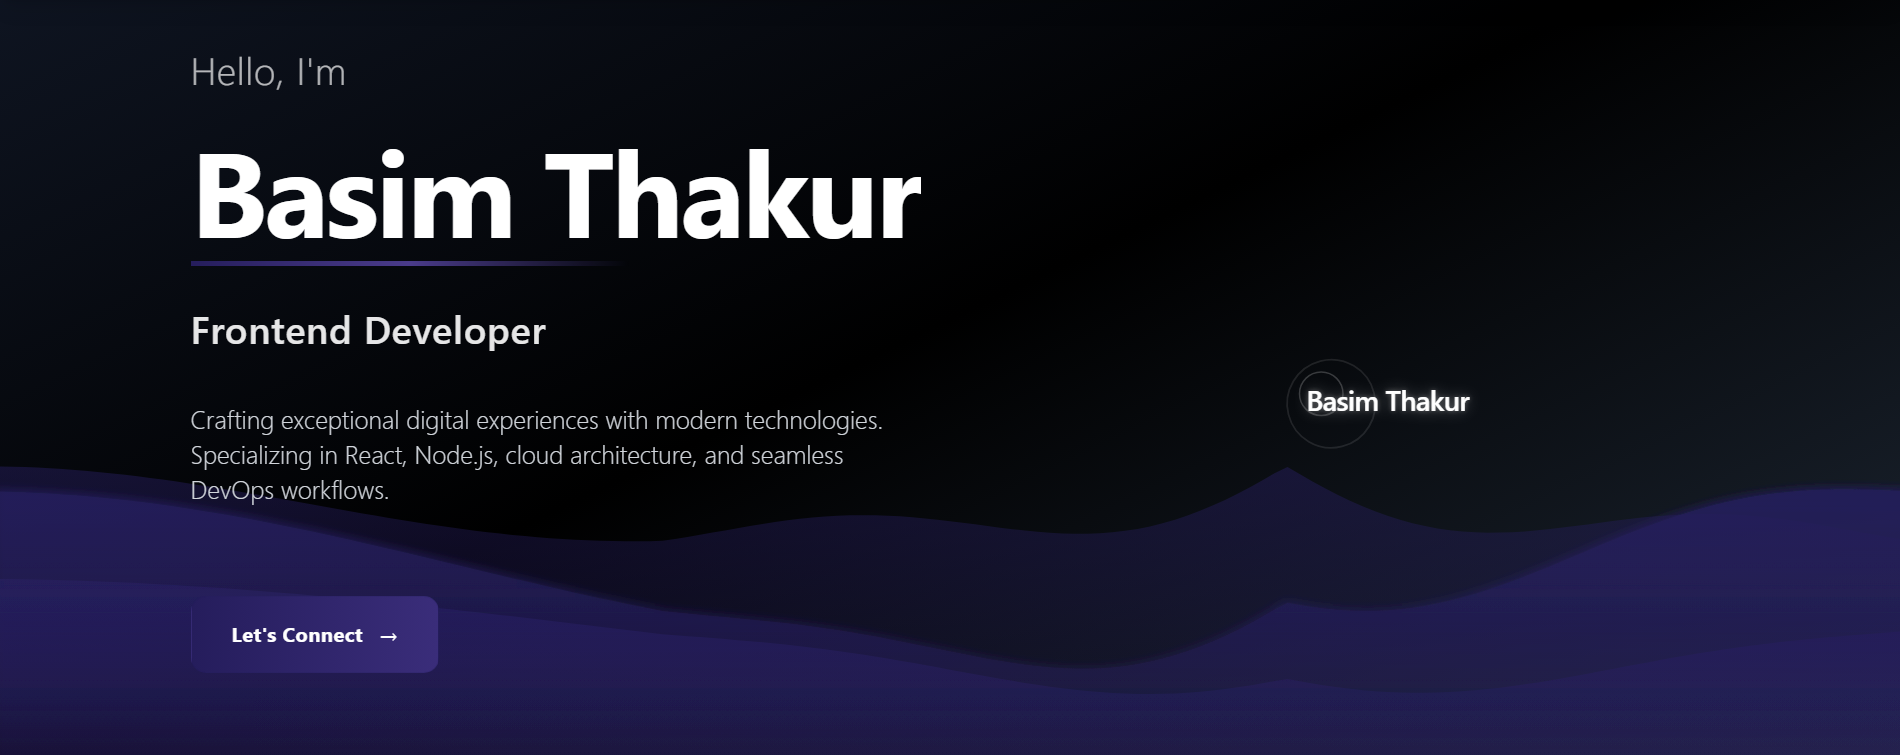 Hello, I'm
Basim Thakur
Frontend Developer
Crafting exceptional digital experiences with modern technologies.
Specializing in React, Node.js, cloud architecture, and seamless
DevOps workflows.
Let's Connect →
Basim Thakur